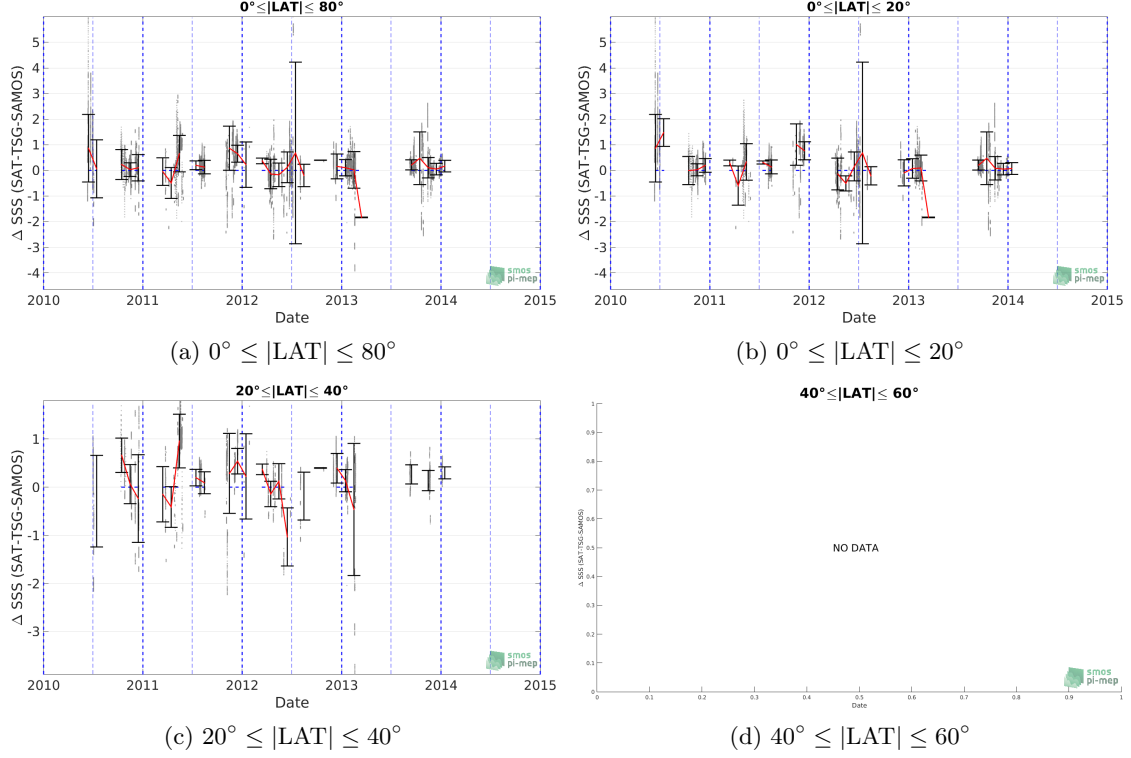 0°≤|LAT|≤ 80°
Δ SSS (SAT-TSG-SAMOS)
5
4
3
2
1
0
-1
-2
-3
-4
2010 2011 2012 2013 2014 2015
Date
smos
pi-mep
(a) 0° ≤ |LAT| ≤ 80°
0°≤|LAT|≤ 20°
Δ SSS (SAT-TSG-SAMOS)
5
4
3
2
1
0
-1
-2
-3
-4
2010 2011 2012 2013 2014 2015
Date
smos
pi-mep
(b) 0° ≤ |LAT| ≤ 20°
20°≤|LAT|≤ 40°
Δ SSS (SAT-TSG-SAMOS)
1
0
-1
-2
-3
2010 2011 2012 2013 2014 2015
Date
smos
pi-mep
(c) 20° ≤ |LAT| ≤ 40°
40°≤|LAT|≤ 60°
Δ SSS (SAT-TSG-SAMOS)
1
0.9
0.8
0.7
0.6
0.5
0.4
0.3
0.2
0.1
0
NO DATA
0 0.1 0.2 0.3 0.4 0.5 0.6 0.7 0.8 0.9 1
Date
smos
pi-mep
(d) 40° ≤ |LAT| ≤ 60°